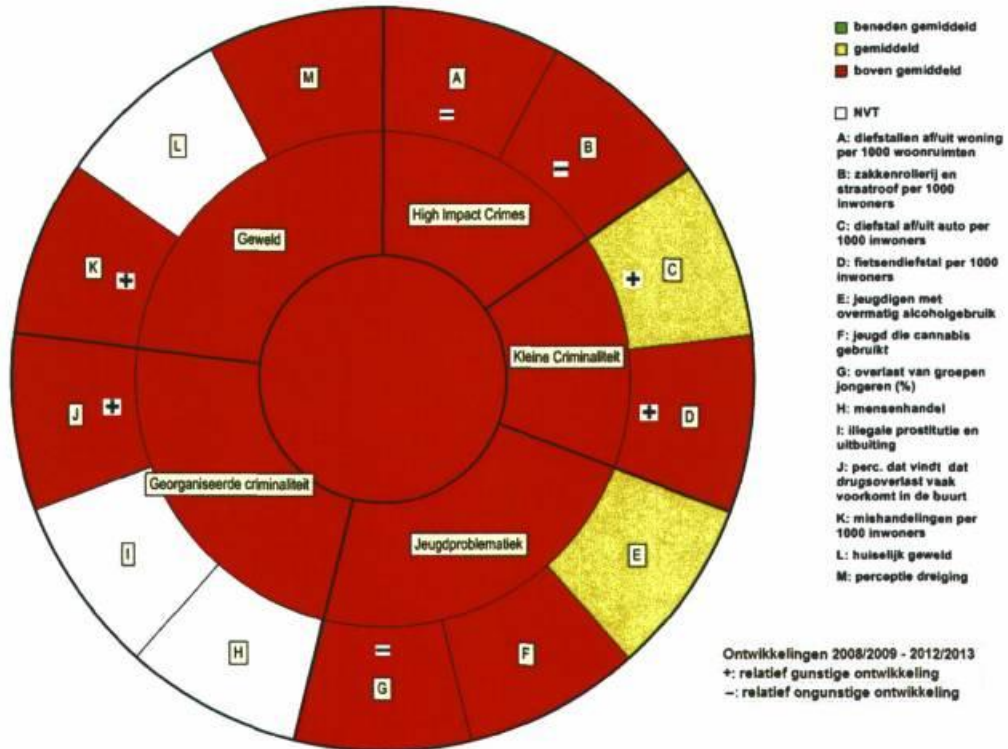 M
A
–
B
–
L
High Impact Crimes
Geweld
K
+
+
C
Kleine Criminaliteit
J
+
+
D
Georganiseerde criminaliteit
Jeugdproblematiek
I
E
H
–
G
F
beneden gemiddeld
gemiddeld
boven gemiddeld
NVT
A: diefstallen af/uit woning
per 1000 woonruimten
B: zakkenrollerij en
straatroof per 1000
inwoners
C: diefstal af/uit auto per
1000 inwoners
D: fietsendiefstal per 1000
inwoners
E: jeugdigen met
overmatig alcoholgebruik
F: jeugd die cannabis
gebruikt
G: overlast van groepen
jongeren (%)
H: mensenhandel
I: illegale prostitutie en
uitbuiting
J: perc. dat vindt dat
drugsoverlast vaak
voorkomt in de buurt
K: mishandelingen per
1000 inwoners
L: huiselijk geweld
M: perceptie dreiging
Ontwikkelingen 2008/2009 - 2012/2013
+: relatief gunstige ontwikkeling
–: relatief ongunstige ontwikkeling